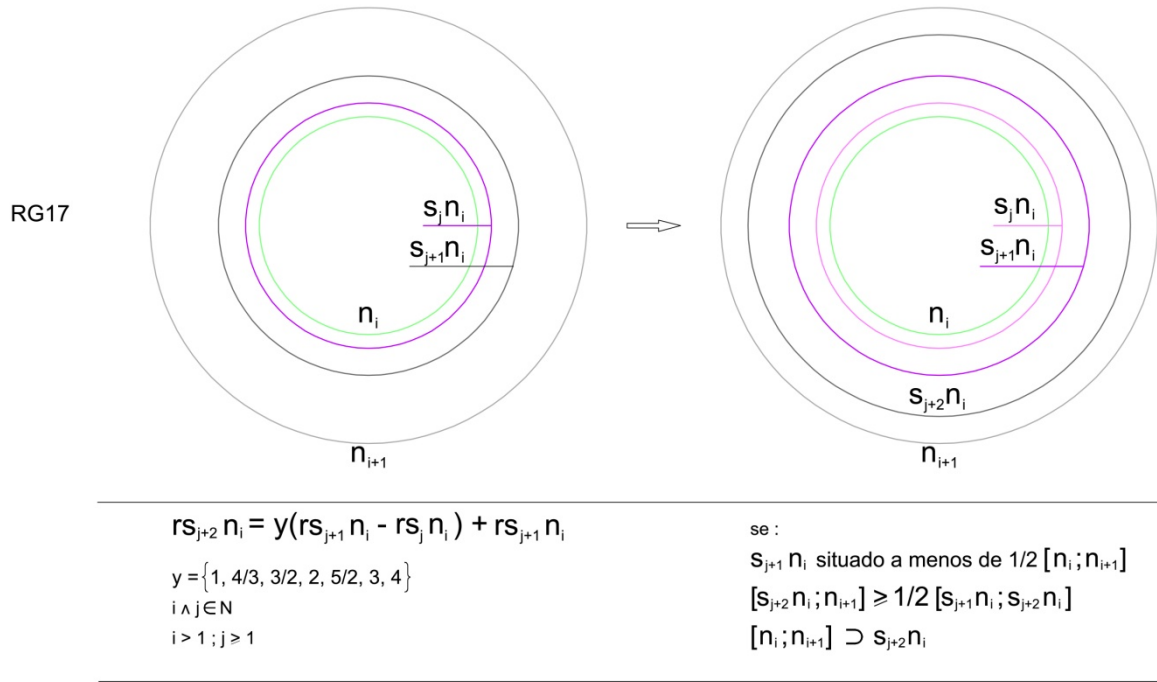 RG17
sⱼnᵢ
sⱼ₊₁nᵢ
nᵢ
nᵢ₊₁
sⱼnᵢ
sⱼ₊₁nᵢ
nᵢ
sⱼ₊₂nᵢ
nᵢ₊₁
rsⱼ₊₂ nᵢ = y(rsⱼ₊₁ nᵢ - rsⱼ nᵢ) + rsⱼ₊₁ nᵢ
y = {1, 4/3, 3/2, 2, 5/2, 3, 4}
i ∧ j ∈ N
i > 1 ; j ⩾ 1
se :
sⱼ₊₁ nᵢ situado a menos de 1/2 [nᵢ ; nᵢ₊₁]
[sⱼ₊₂ nᵢ ; nᵢ₊₁] ⩾ 1/2 [sⱼ₊₁ nᵢ ; sⱼ₊₂ nᵢ]
[nᵢ ; nᵢ₊₁] ⊃ sⱼ₊₂ nᵢ